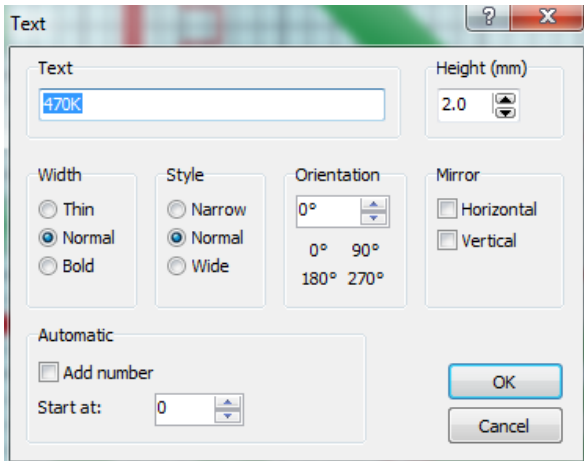 Text
?
X
Text
470K
Height (mm)
2.0
Width
Thin
Normal
Bold
Style
Narrow
Normal
Wide
Orientation
0°
0° 90°
180° 270°
Mirror
Horizontal
Vertical
Automatic
Add number
Start at: 0
OK
Cancel